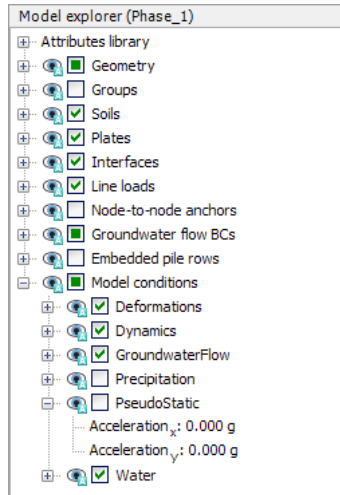 Model explorer (Phase_1)
Attributes library
Geometry
Groups
Soils
Plates
Interfaces
Line loads
Node-to-node anchors
Groundwater flow BCs
Embedded pile rows
Model conditions
Deformations
Dynamics
GroundwaterFlow
Precipitation
PseudoStatic
Accelerationx: 0.000 g
Accelerationy: 0.000 g
Water